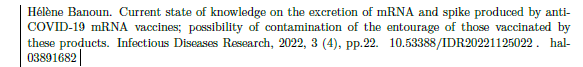 Hélène Banoun. Current state of knowledge on the excretion of mRNA and spike produced by anti-
COVID-19 mRNA vaccines; possibility of contamination of the entourage of those vaccinated by
these products. Infectious Diseases Research, 2022, 3 (4), pp.22. 10.53388/IDR20221125022 . hal-
03891682